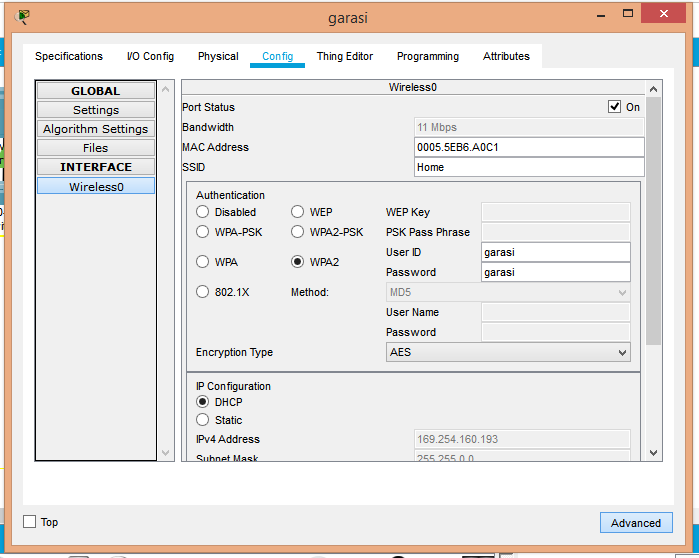 garasi
Specifications I/O Config Physical Config Thing Editor Programming Attributes
GLOBAL
Settings
Algorithm Settings
Files
INTERFACE
Wireless0
Wireless0
Port Status On
Bandwidth 11 Mbps
MAC Address 0005.5EB6.A0C1
SSID Home
Authentication
Disabled WEP WEP Key
WPA-PSK WPA2-PSK PSK Pass Phrase
User ID garasi
WPA WPA2 Password garasi
802.1X Method: MD5
User Name
Password
Encryption Type AES
IP Configuration
DHCP
Static
IPv4 Address 169.254.160.193
Subnet Mask 255.255.0.0
Top Advanced